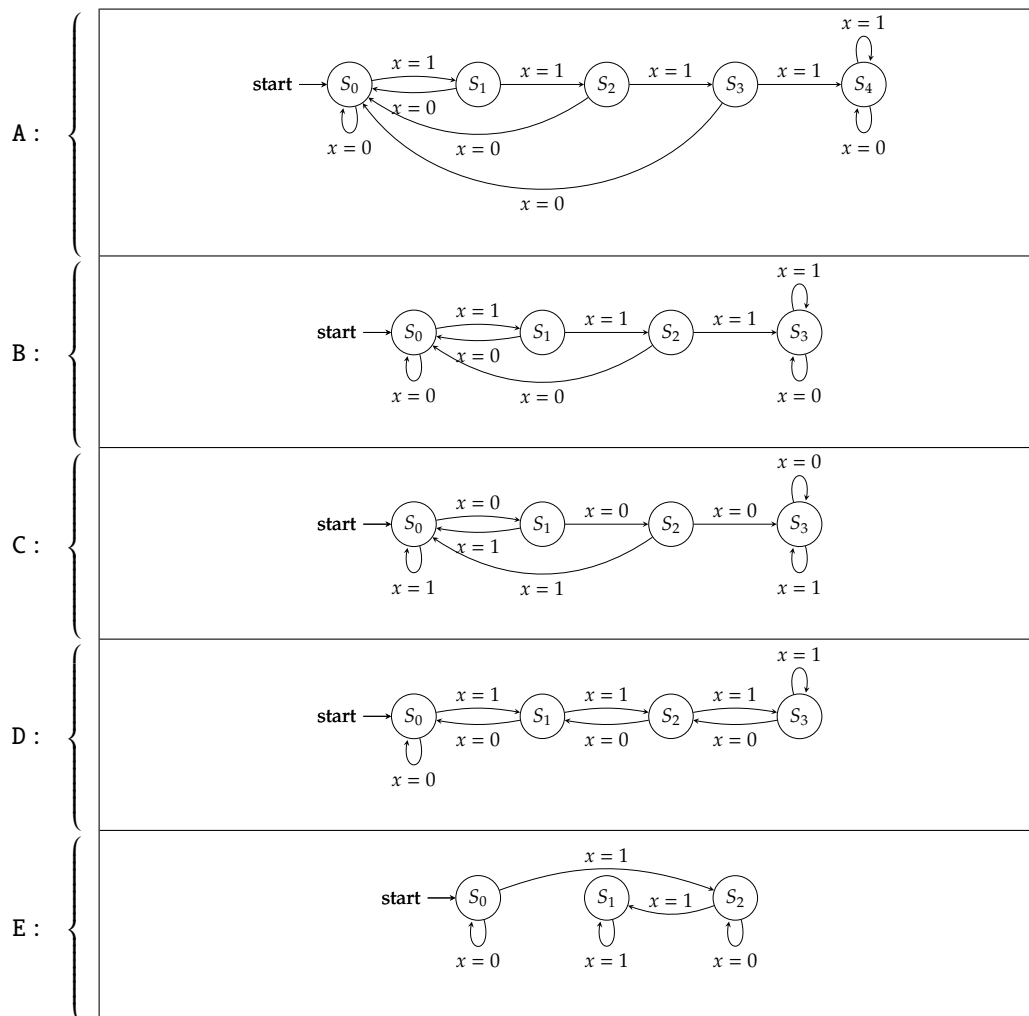 x = 1
x = 1 x = 1 x = 1 x = 1
A : start S0 S1 S2 S3 S4
x = 0
x = 0 x = 0 x = 0
x = 0
x = 1
x = 1 x = 1 x = 1
B : start S0 S1 S2 S3
x = 0
x = 0 x = 0 x = 0
x = 0
x = 0 x = 0 x = 0
C : start S0 S1 S2 S3
x = 1
x = 1 x = 1 x = 1
x = 1
x = 1 x = 1 x = 1
D : start S0 S1 S2 S3
x = 0 x = 0 x = 0
x = 0
x = 1
E : start S0 S1 x = 1 S2
x = 0 x = 1 x = 0